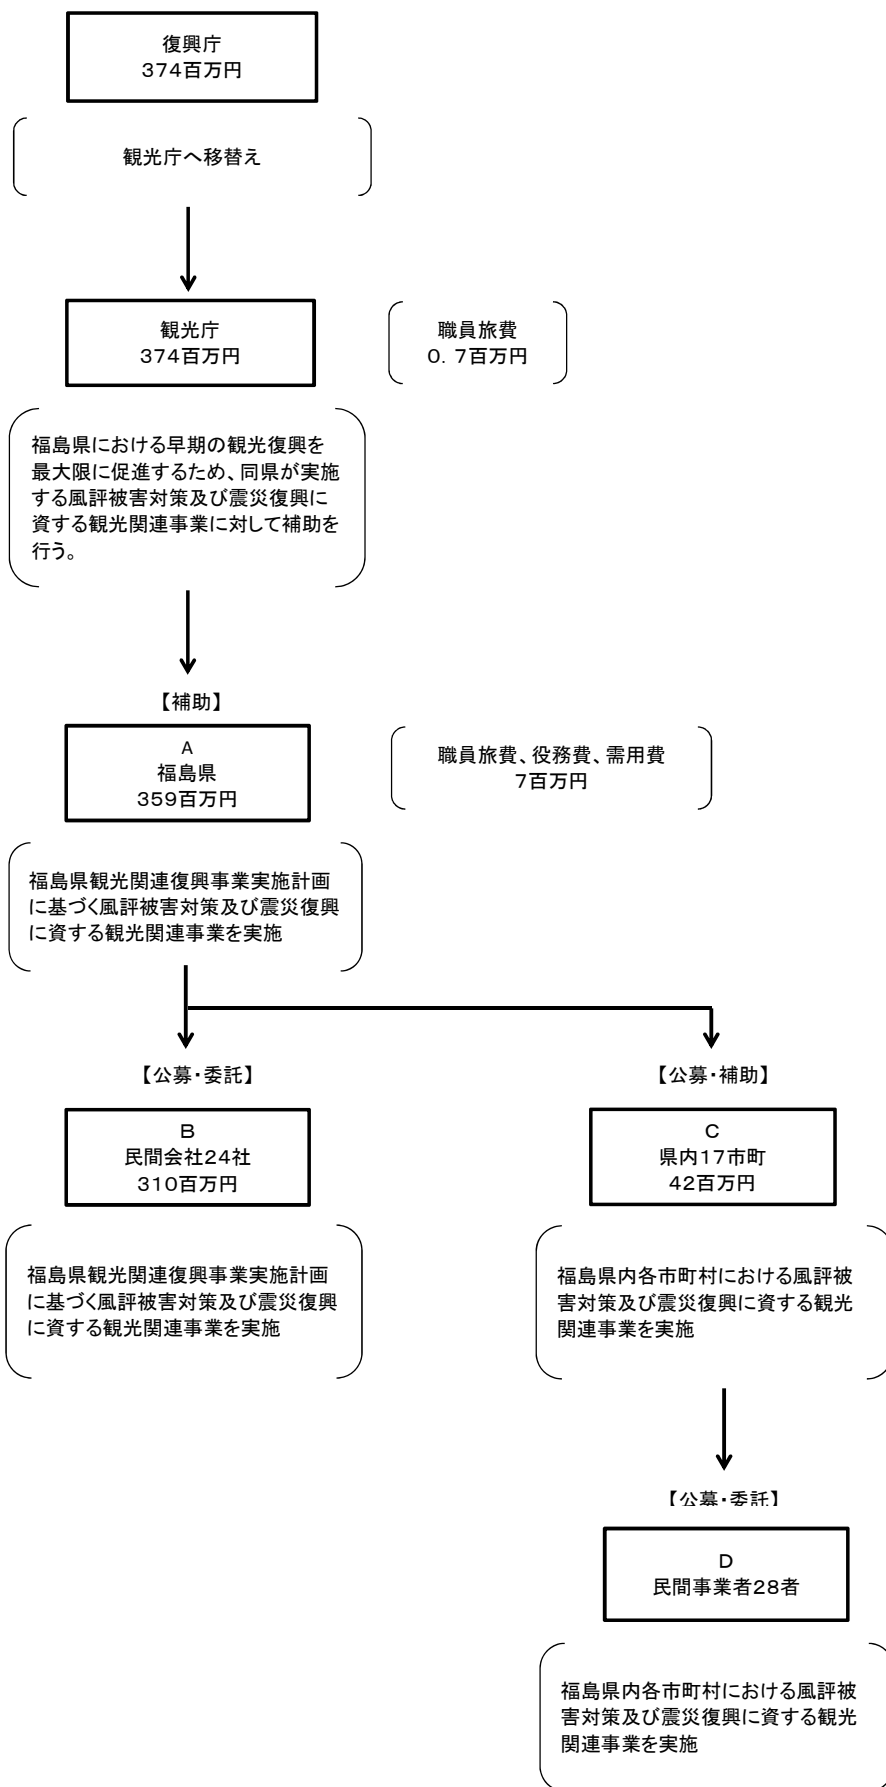 復興庁
374百万円
観光庁へ移替え
観光庁
374百万円
職員旅費
0.7百万円
福島県における早期の観光復興を
最大限に促進するため、同県が実施
する風評被害対策及び震災復興に
資する観光関連事業に対して補助を
行う。
【補助】
A
福島県
359百万円
職員旅費、役務費、需用費
7百万円
福島県観光関連復興事業実施計画
に基づく風評被害対策及び震災復興
に資する観光関連事業を実施
【公募・委託】
【公募・補助】
B
民間会社24社
310百万円
C
県内17市町
42百万円
福島県観光関連復興事業実施計画
に基づく風評被害対策及び震災復興
に資する観光関連事業を実施
福島県内各市町村における風評被
害対策及び震災復興に資する観光
関連事業を実施
【公募・委託】
D
民間事業者28者
福島県内各市町村における風評被
害対策及び震災復興に資する観光
関連事業を実施